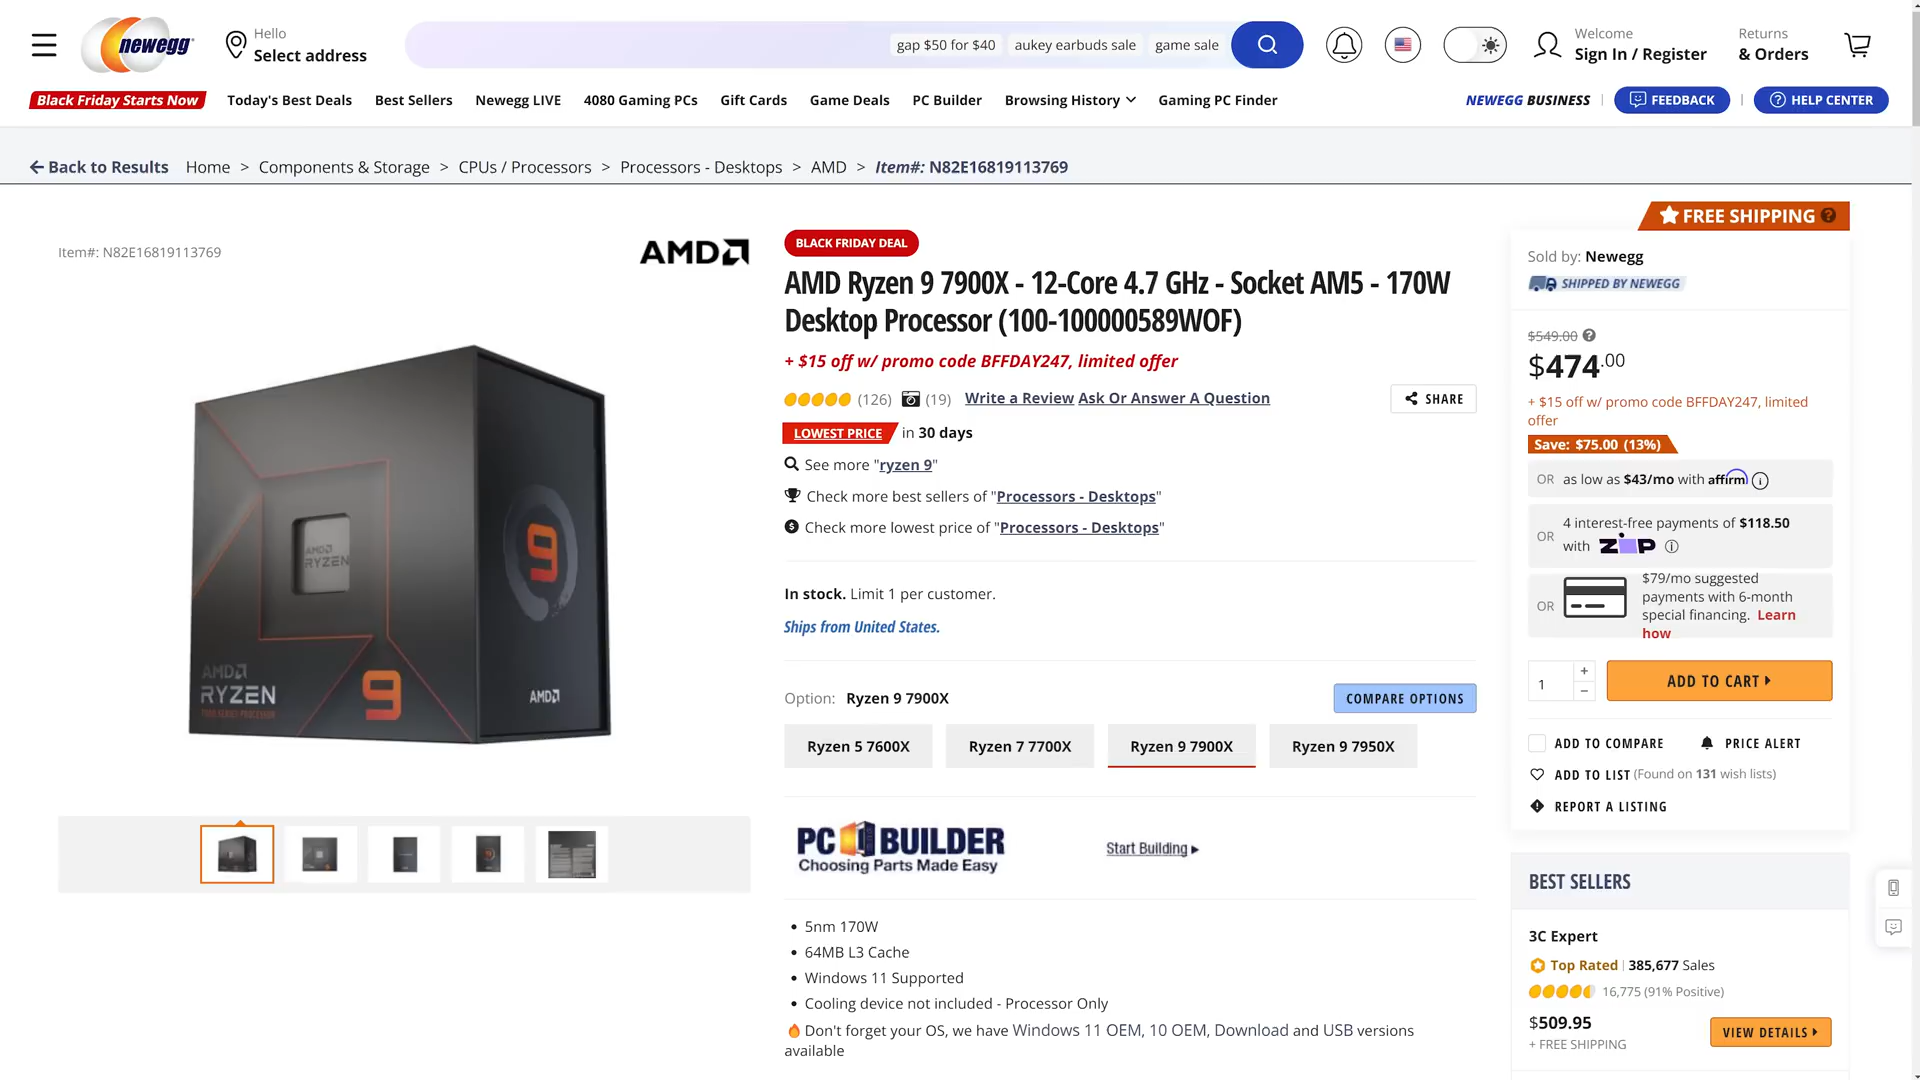 newegg
Hello
Select address
gap $50 for $40
aukey earbuds sale
game sale
Welcome
Sign In / Register
Returns
& Orders
Black Friday Starts Now
Today's Best Deals
Best Sellers
Newegg LIVE
4080 Gaming PCs
Gift Cards
Game Deals
PC Builder
Browsing History
Gaming PC Finder
NEWEGG BUSINESS
FEEDBACK
HELP CENTER
Back to Results
Home > Components & Storage > CPUs / Processors > Processors - Desktops > AMD > Item#: N82E16819113769
Item#: N82E16819113769
AMD
AMD
RYZEN
9
AMD
RYZEN
7000 SERIES PROCESSOR
9
AMD
BLACK FRIDAY DEAL
AMD Ryzen 9 7900X - 12-Core 4.7 GHz - Socket AM5 - 170W
Desktop Processor (100-100000589WOF)
+ $15 off w/ promo code BFFDAY247, limited offer
(126) (19) Write a Review Ask Or Answer A Question
SHARE
LOWEST PRICE in 30 days
See more "ryzen 9"
Check more best sellers of "Processors - Desktops"
Check more lowest price of "Processors - Desktops"
In stock. Limit 1 per customer.
Ships from United States.
Option: Ryzen 9 7900X
COMPARE OPTIONS
Ryzen 5 7600X
Ryzen 7 7700X
Ryzen 9 7900X
Ryzen 9 7950X
PC BUILDER
Choosing Parts Made Easy
Start Building
• 5nm 170W
• 64MB L3 Cache
• Windows 11 Supported
• Cooling device not included - Processor Only
Don't forget your OS, we have Windows 11 OEM, 10 OEM, Download and USB versions
available
FREE SHIPPING ?
Sold by: Newegg
SHIPPED BY NEWEGG
$549.00 ?
$474.00
+ $15 off w/ promo code BFFDAY247, limited
offer
Save: $75.00 (13%)
OR as low as $43/mo with affirm
OR 4 interest-free payments of $118.50
with ZIP
OR $79/mo suggested
payments with 6-month
special financing. Learn
how
1
+
−
ADD TO CART
ADD TO COMPARE
PRICE ALERT
ADD TO LIST (Found on 131 wish lists)
REPORT A LISTING
BEST SELLERS
3C Expert
Top Rated | 385,677 Sales
16,775 (91% Positive)
$509.95
+ FREE SHIPPING
VIEW DETAILS